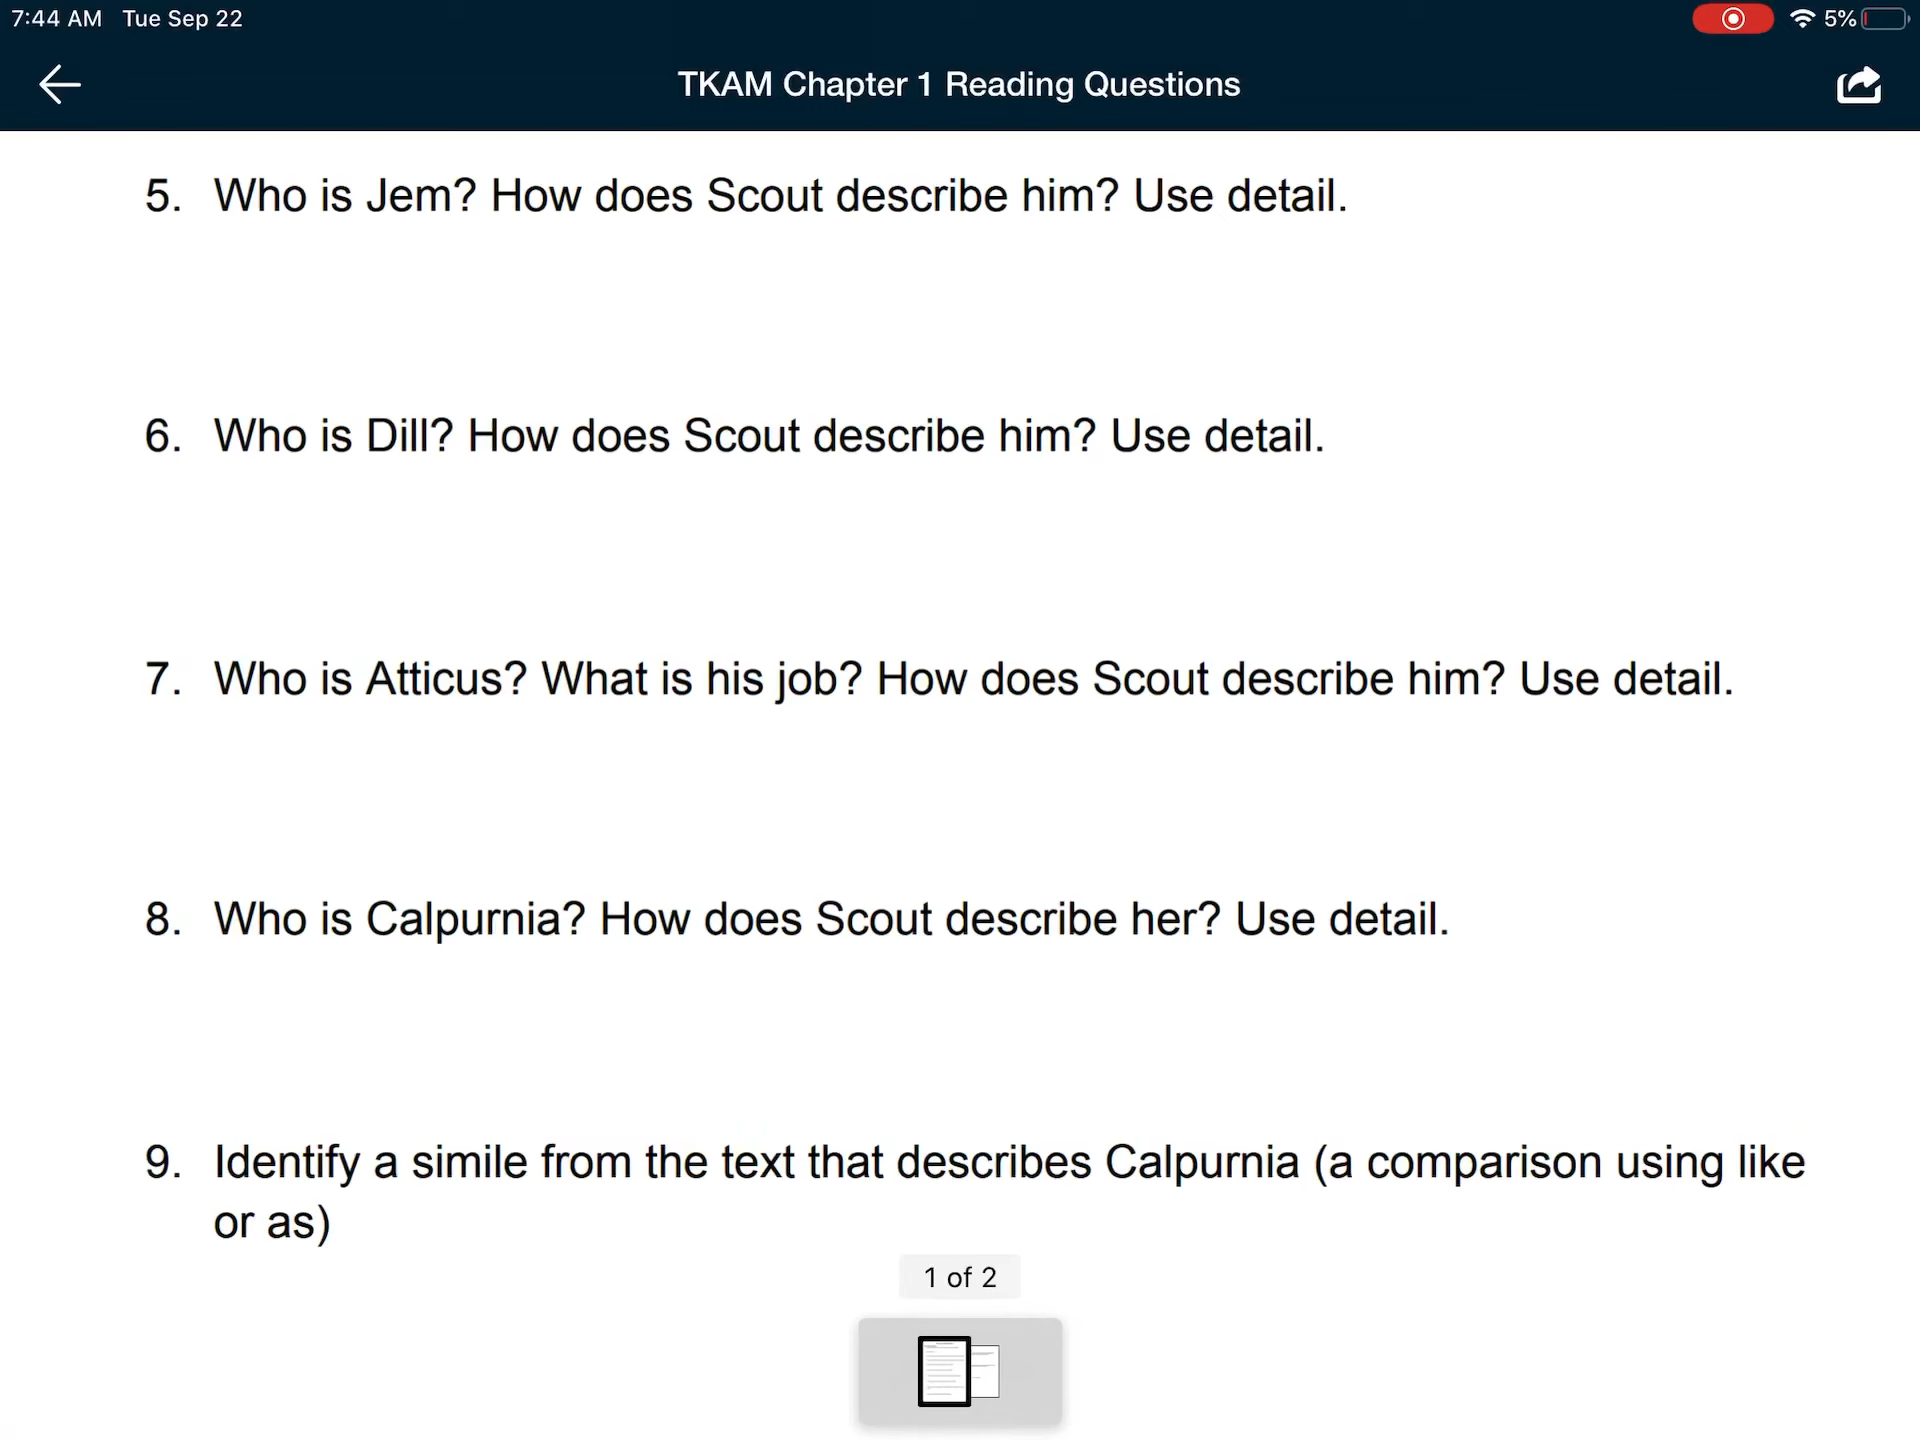 7:44 AM Tue Sep 22
5%
TKAM Chapter 1 Reading Questions
5. Who is Jem? How does Scout describe him? Use detail.
6. Who is Dill? How does Scout describe him? Use detail.
7. Who is Atticus? What is his job? How does Scout describe him? Use detail.
8. Who is Calpurnia? How does Scout describe her? Use detail.
9. Identify a simile from the text that describes Calpurnia (a comparison using like
or as)
1 of 2